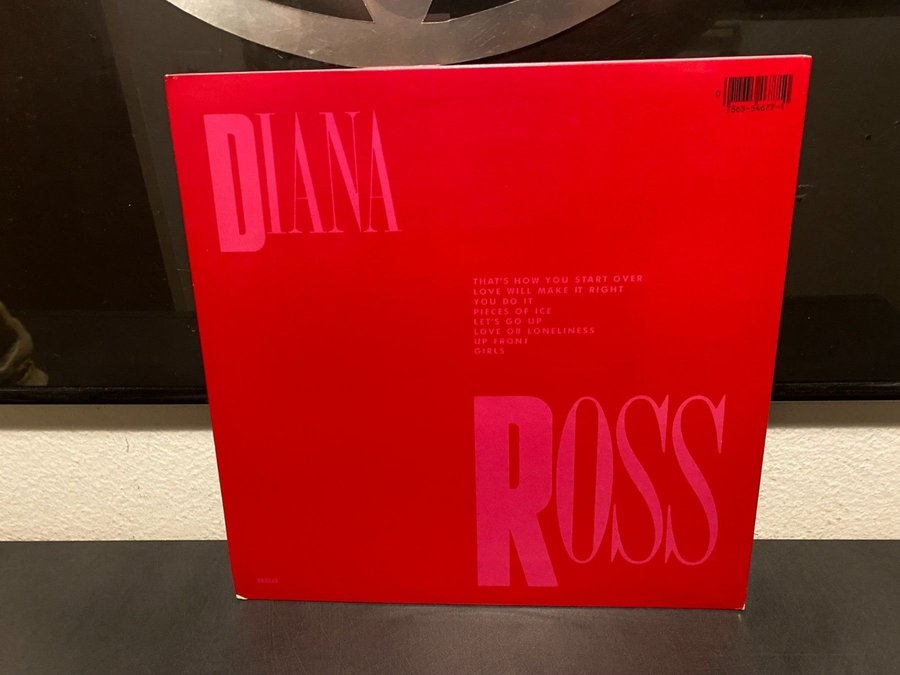 DIANA
THAT'S HOW YOU START OVER
LOVE WILL MAKE IT RIGHT
YOU DO IT
PIECES OF ICE
LET'S GO UP
LOVE OR LONELINESS
UP FRONT
GIRLS
ROSS